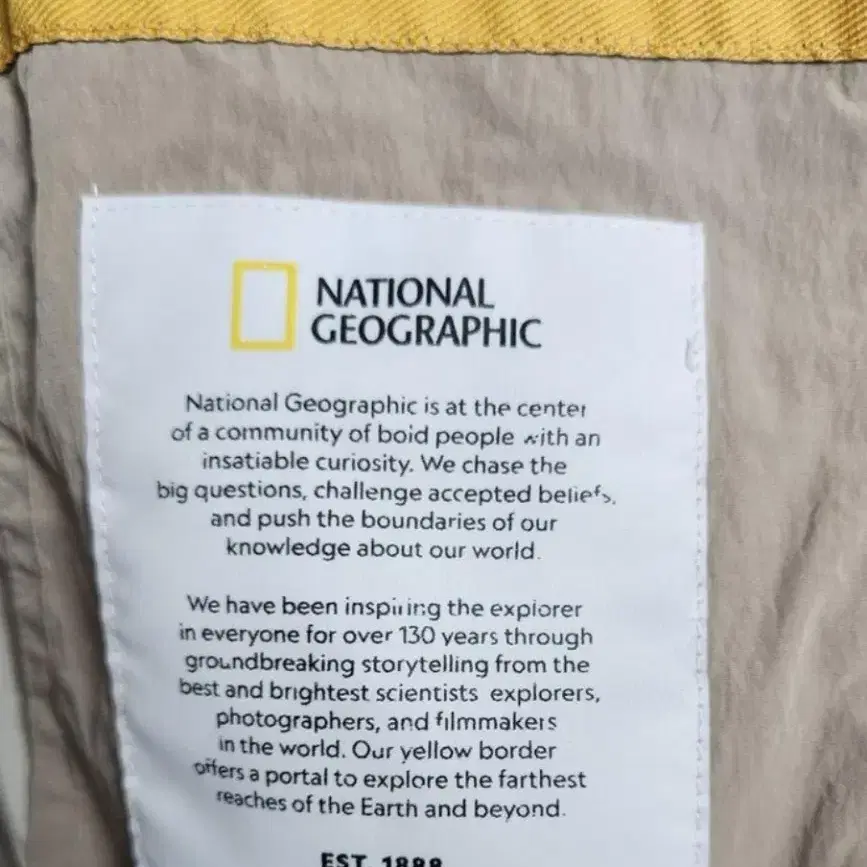 NATIONAL
GEOGRAPHIC
National Geographic is at the center
of a community of bold people with an
insatiable curiosity. We chase the
big questions, challenge accepted beliefs,
and push the boundaries of our
knowledge about our world.
We have been inspiring the explorer
in everyone for over 130 years through
groundbreaking storytelling from the
best and brightest scientists explorers,
photographers, and filmmakers
in the world. Our yellow border
offers a portal to explore the farthest
reaches of the Earth and beyond.
EST. 1888